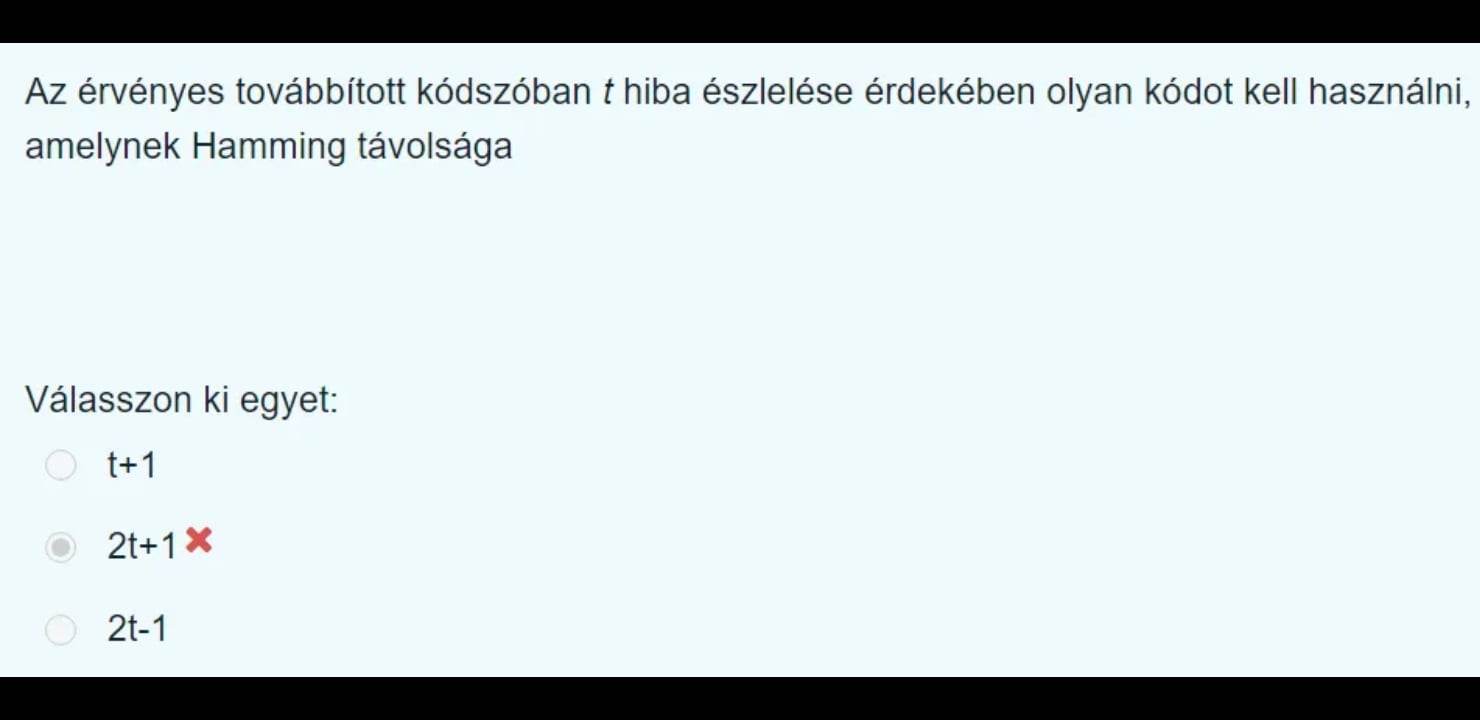 Az érvényes továbbított kódszóban t hiba észlelése érdekében olyan kódot kell használni,
amelynek Hamming távolsága
Válasszon ki egyet:
t+1
2t+1
2t-1